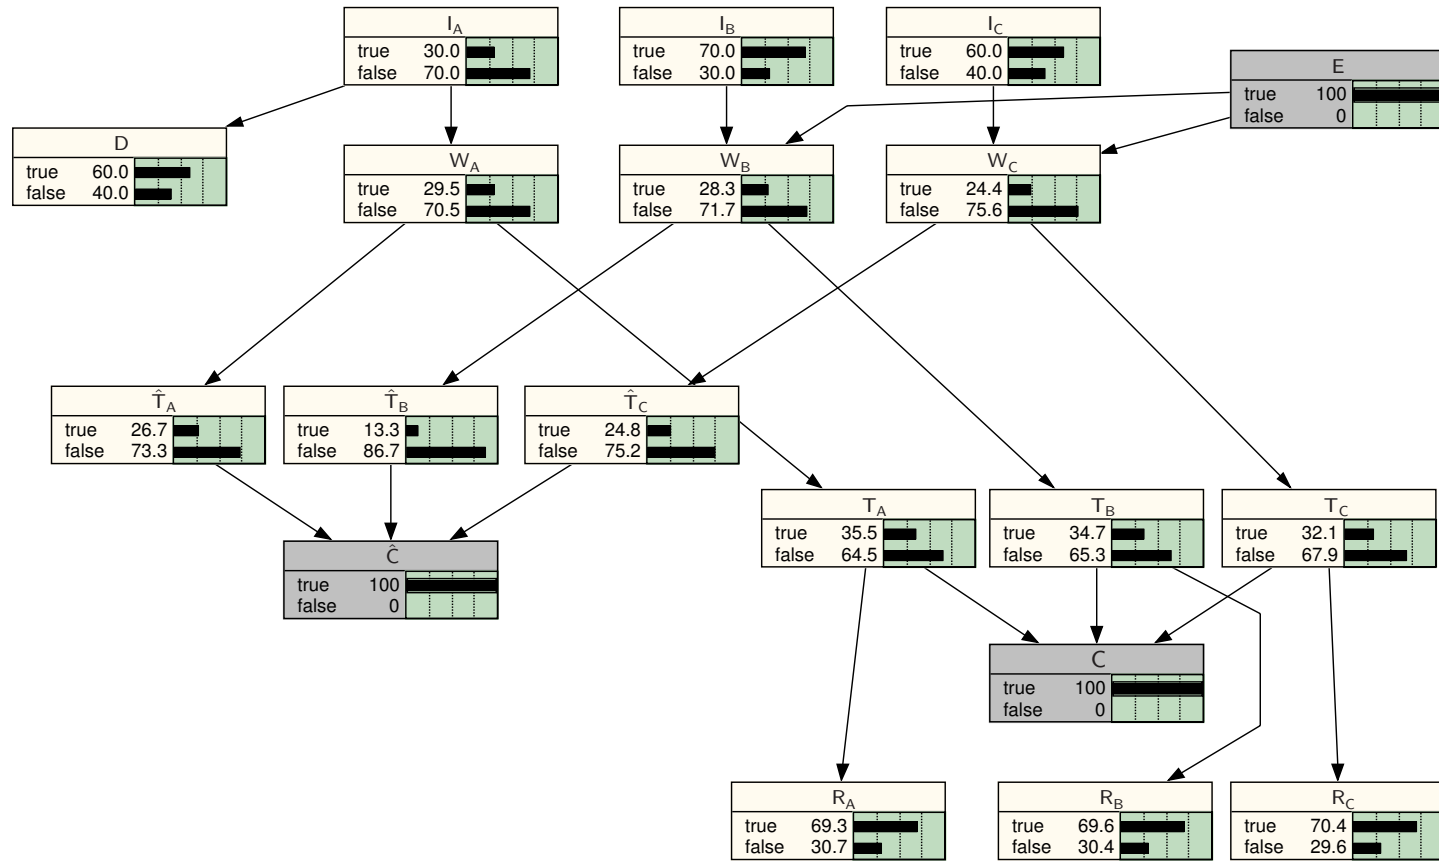 I_A
true 30.0
false 70.0
I_B
true 70.0
false 30.0
I_C
true 60.0
false 40.0
E
true 100
false 0
D
true 60.0
false 40.0
W_A
true 29.5
false 70.5
W_B
true 28.3
false 71.7
W_C
true 24.4
false 75.6
T̂_A
true 26.7
false 73.3
T̂_B
true 13.3
false 86.7
T̂_C
true 24.8
false 75.2
T_A
true 35.5
false 64.5
T_B
true 34.7
false 65.3
T_C
true 32.1
false 67.9
Ĉ
true 100
false 0
C
true 100
false 0
R_A
true 69.3
false 30.7
R_B
true 69.6
false 30.4
R_C
true 70.4
false 29.6